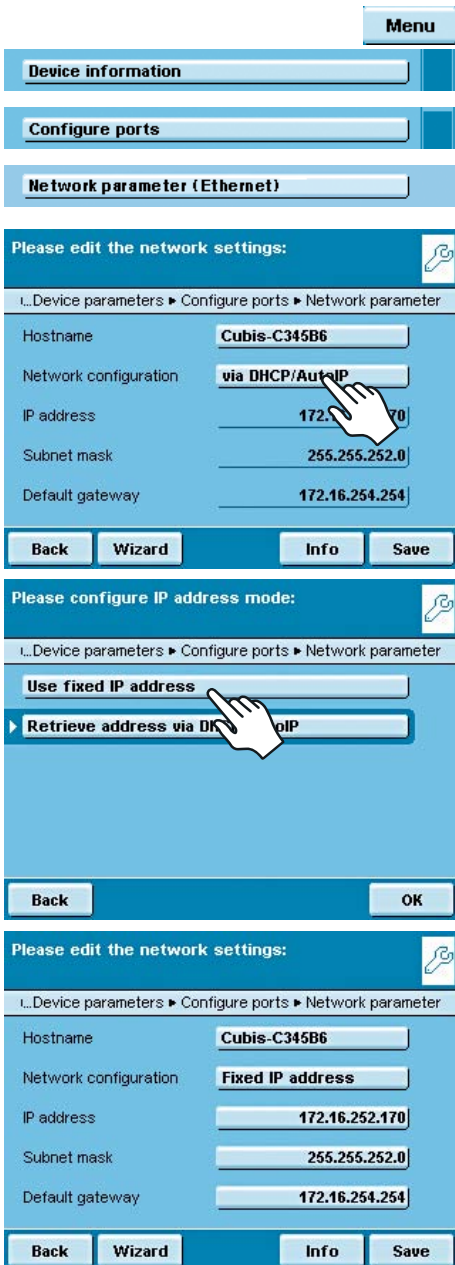 Menu
Device information
Configure ports
Network parameter (Ethernet)
Please edit the network settings:
...Device parameters ▸ Configure ports ▸ Network parameter
Hostname Cubis-C345B6
Network configuration via DHCP/AutoIP
IP address 172. 70
Subnet mask 255.255.252.0
Default gateway 172.16.254.254
Back Wizard Info Save
Please configure IP address mode:
...Device parameters ▸ Configure ports ▸ Network parameter
Use fixed IP address
Retrieve address via
Back OK
Please edit the network settings:
...Device parameters ▸ Configure ports ▸ Network parameter
Hostname Cubis-C345B6
Network configuration Fixed IP address
IP address 172.16.252.170
Subnet mask 255.255.252.0
Default gateway 172.16.254.254
Back Wizard Info Save